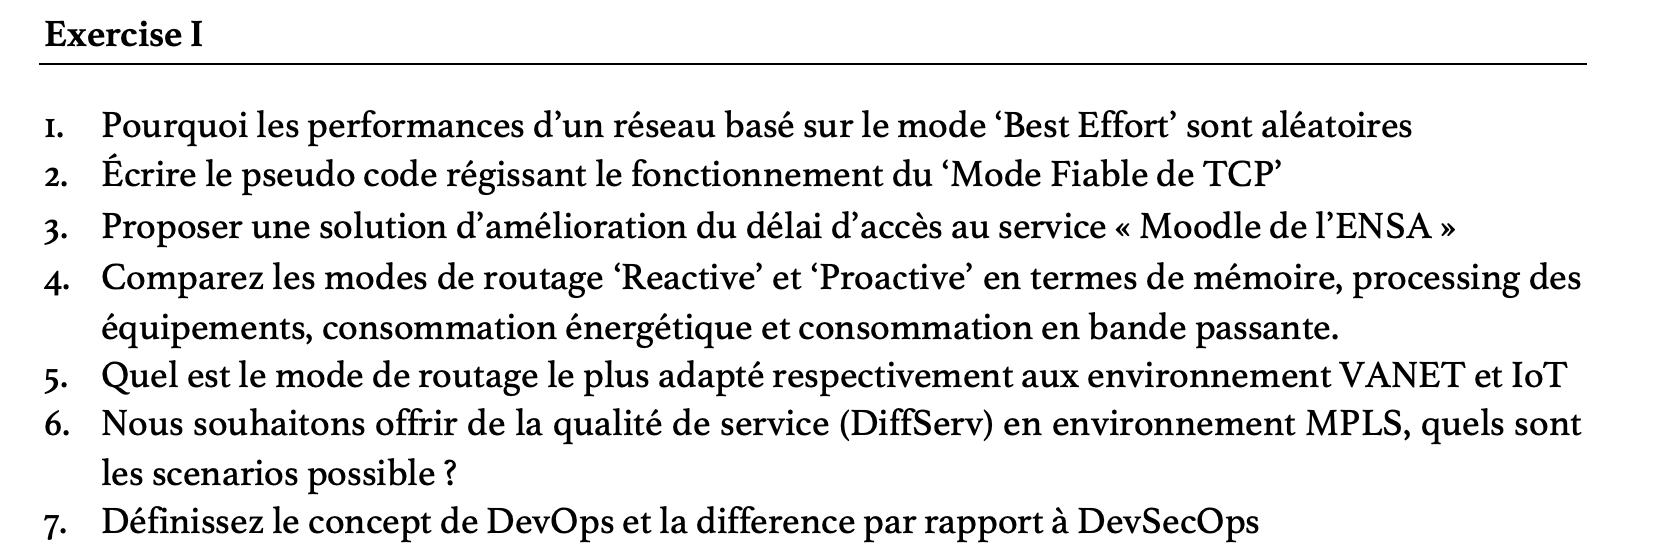 Exercise I
1. Pourquoi les performances d’un réseau basé sur le mode ‘Best Effort’ sont aléatoires
2. Écrire le pseudo code régissant le fonctionnement du ‘Mode Fiable de TCP’
3. Proposer une solution d’amélioration du délai d’accès au service « Moodle de l’ENSA »
4. Comparez les modes de routage ‘Reactive’ et ‘Proactive’ en termes de mémoire, processing des
équipements, consommation énergétique et consommation en bande passante.
5. Quel est le mode de routage le plus adapté respectivement aux environnement VANET et IoT
6. Nous souhaitons offrir de la qualité de service (DiffServ) en environnement MPLS, quels sont
les scenarios possible ?
7. Définissez le concept de DevOps et la difference par rapport à DevSecOps